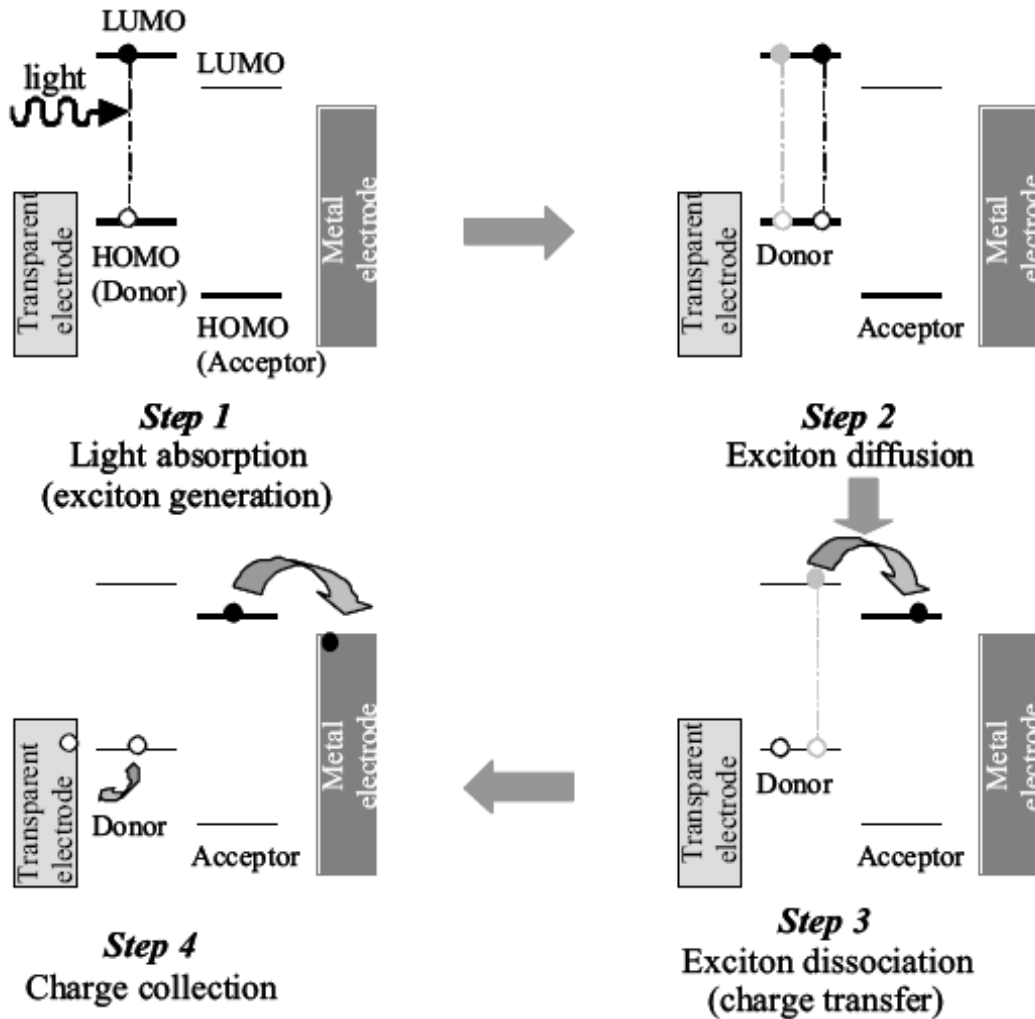 LUMO
LUMO
light
Transparent
electrode
HOMO
(Donor)
HOMO
(Acceptor)
Metal
electrode
Step 1
Light absorption
(exciton generation)
Transparent
electrode
Donor
Acceptor
Metal
electrode
Step 2
Exciton diffusion
Transparent
electrode
Donor
Acceptor
Metal
electrode
Step 3
Exciton dissociation
(charge transfer)
Transparent
electrode
Donor
Acceptor
Metal
electrode
Step 4
Charge collection